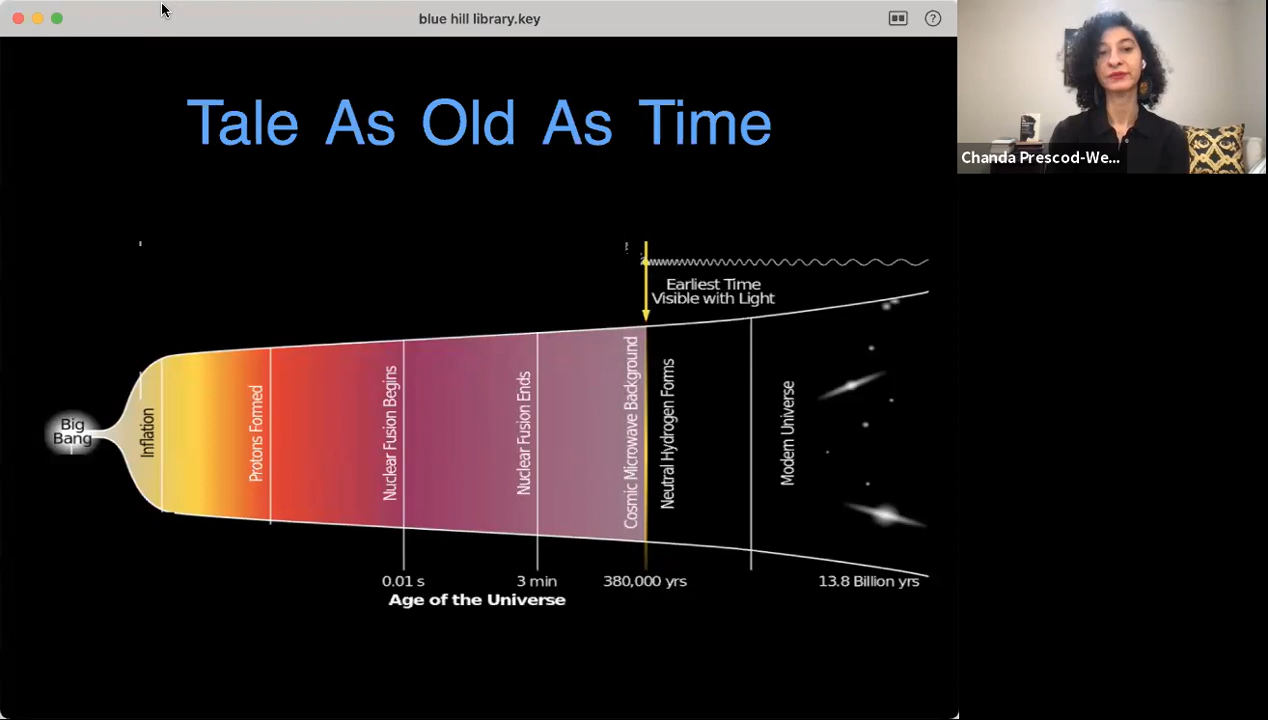 blue hill library.key
Tale As Old As Time
Chanda Prescod-We...
Earliest Time
Visible with Light
Big
Bang
Inflation
Protons Formed
Nuclear Fusion Begins
Nuclear Fusion Ends
Cosmic Microwave Background
Neutral Hydrogen Forms
Modern Universe
0.01 s
3 min
380,000 yrs
13.8 Billion yrs
Age of the Universe